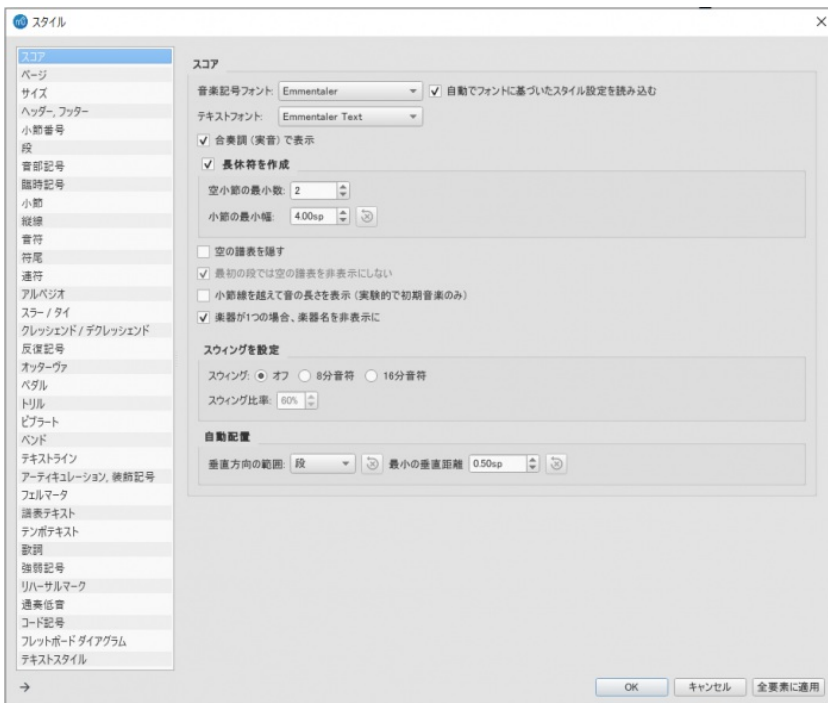 スタイル
スコア
ページ
サイズ
ヘッダー, フッター
小節番号
段
音部記号
臨時記号
小節
縦線
音符
符尾
連符
アルペジオ
スラー / タイ
クレッシェンド / デクレッシェンド
反復記号
オッターヴァ
ペダル
トリル
ビブラート
ベンド
テキストライン
アーティキュレーション, 装飾記号
フェルマータ
譜表テキスト
テンポテキスト
歌詞
強弱記号
リハーサルマーク
通奏低音
コード記号
フレットボード ダイアグラム
テキストスタイル
スコア
音楽記号フォント: Emmentaler 自動でフォントに基づいたスタイル設定を読み込む
テキストフォント: Emmentaler Text
合奏調 (実音) で表示
長休符を作成
空小節の最小数: 2
小節の最小幅: 4.00sp
空の譜表を隠す
最初の段では空の譜表を非表示にしない
小節線を越えて音の長さを表示 (実験的で初期音楽のみ)
楽器が1つの場合、楽器名を非表示に
スウィングを設定
スウィング: オフ 8分音符 16分音符
スウィング比率: 60%
自動配置
垂直方向の範囲: 段 最小の垂直距離 0.50sp
OK キャンセル 全要素に適用